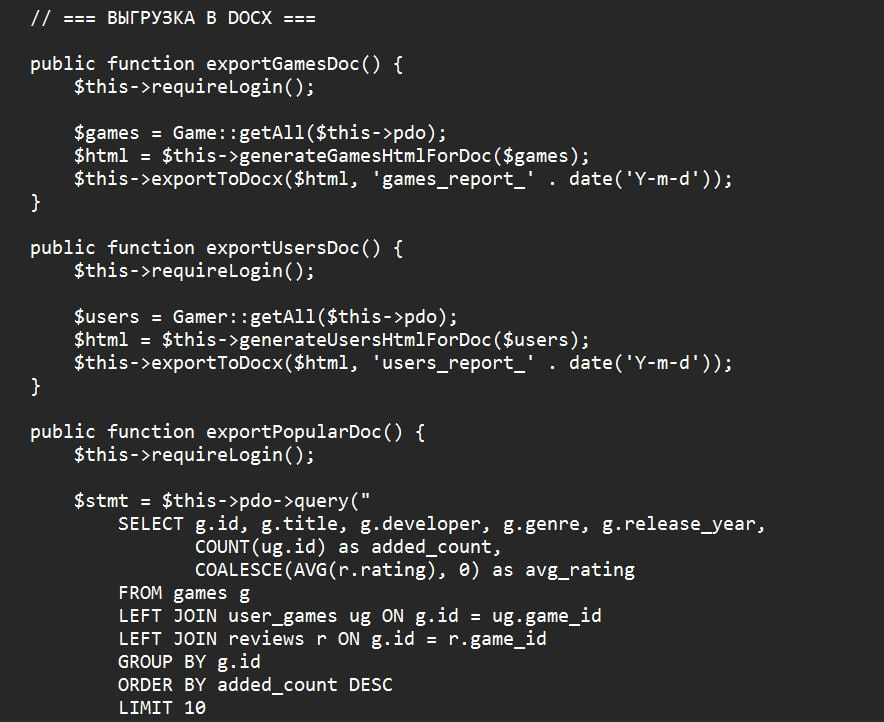 // === ВЫГРУЗКА В DOCX ===
public function exportGamesDoc() {
$this->requireLogin();
$games = Game::getAll($this->pdo);
$html = $this->generateGamesHtmlForDoc($games);
$this->exportToDocx($html, 'games_report_' . date('Y-m-d'));
}
public function exportUsersDoc() {
$this->requireLogin();
$users = Gamer::getAll($this->pdo);
$html = $this->generateUsersHtmlForDoc($users);
$this->exportToDocx($html, 'users_report_' . date('Y-m-d'));
}
public function exportPopularDoc() {
$this->requireLogin();
$stmt = $this->pdo->query("
SELECT g.id, g.title, g.developer, g.genre, g.release_year,
COUNT(ug.id) as added_count,
COALESCE(AVG(r.rating), 0) as avg_rating
FROM games g
LEFT JOIN user_games ug ON g.id = ug.game_id
LEFT JOIN reviews r ON g.id = r.game_id
GROUP BY g.id
ORDER BY added_count DESC
LIMIT 10